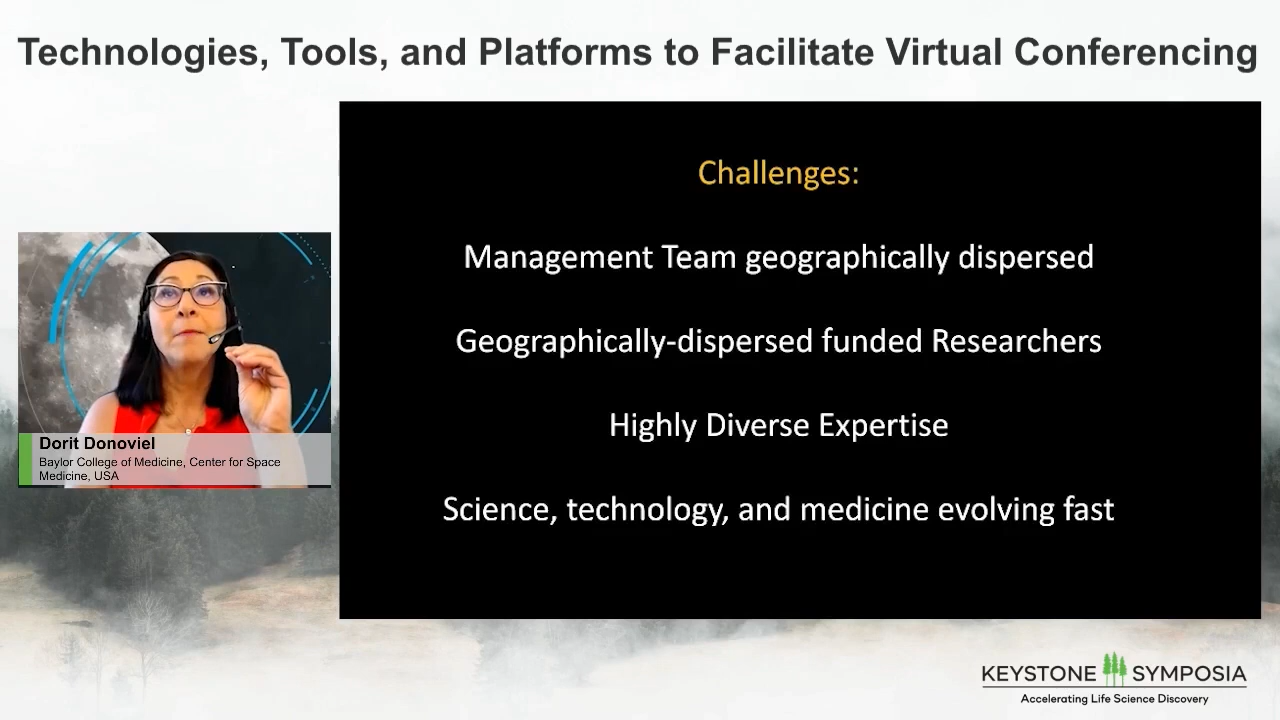 Technologies, Tools, and Platforms to Facilitate Virtual Conferencing
Challenges:
Management Team geographically dispersed
Geographically-dispersed funded Researchers
Highly Diverse Expertise
Science, technology, and medicine evolving fast
Dorit Donoviel
Baylor College of Medicine, Center for Space
Medicine, USA
KEYSTONE SYMPOSIA
Accelerating Life Science Discovery